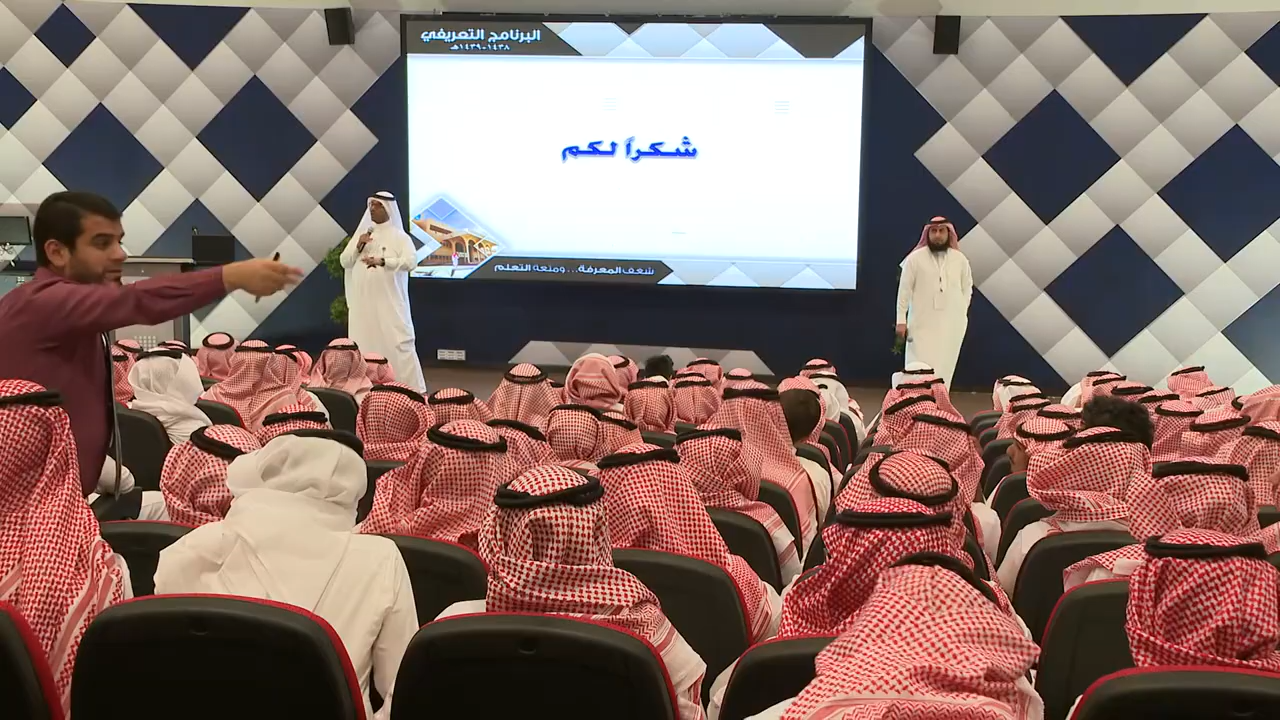 البرنامج التعريفي
١٤٣٨-١٤٣٩هـ
شكراً لكم
شغف المعرفة... ومتعة التعلم